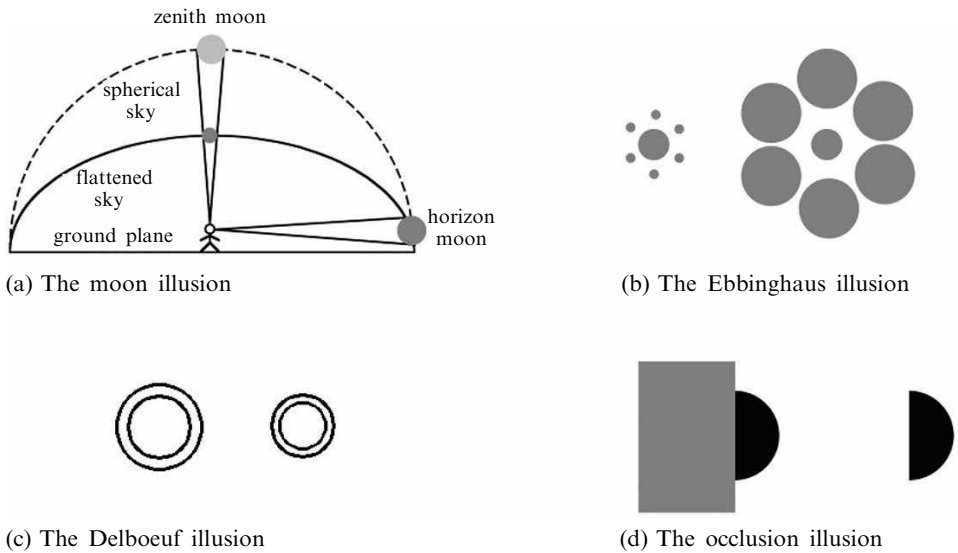 zenith moon
spherical
sky
flattened
sky
ground plane
horizon
moon
(a) The moon illusion
(b) The Ebbinghaus illusion
(c) The Delboeuf illusion
(d) The occlusion illusion